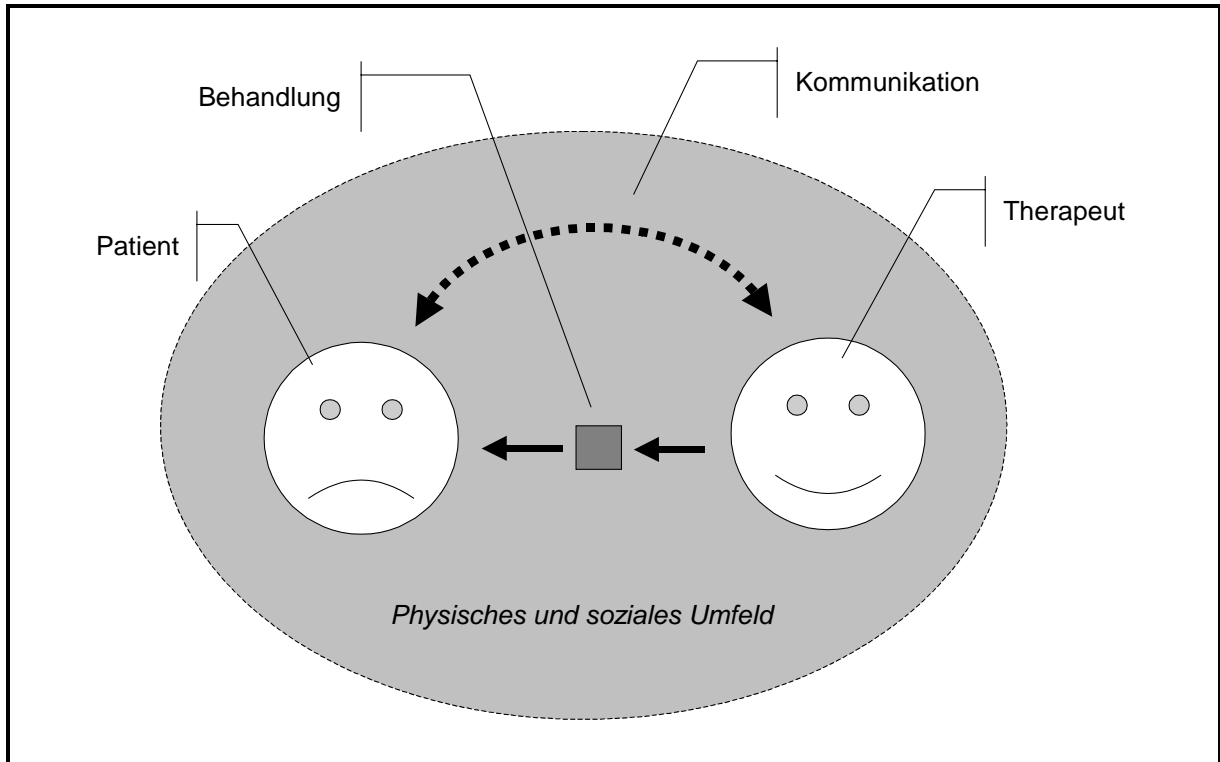 Kommunikation
Behandlung
Therapeut
Patient
Physisches und soziales Umfeld